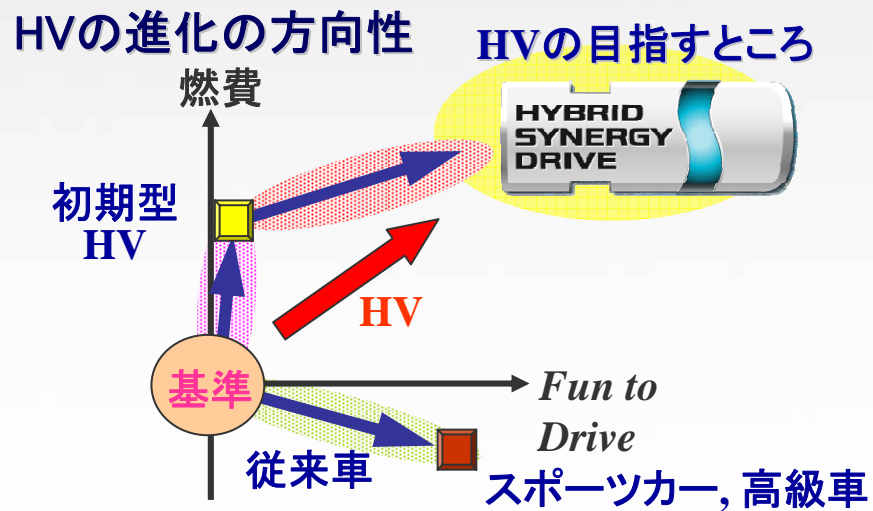 HVの進化の方向性
HVの目指すところ
燃費
HYBRID
SYNERGY
DRIVE
初期型
HV
HV
基準
Fun to
Drive
従来車
スポーツカー, 高級車